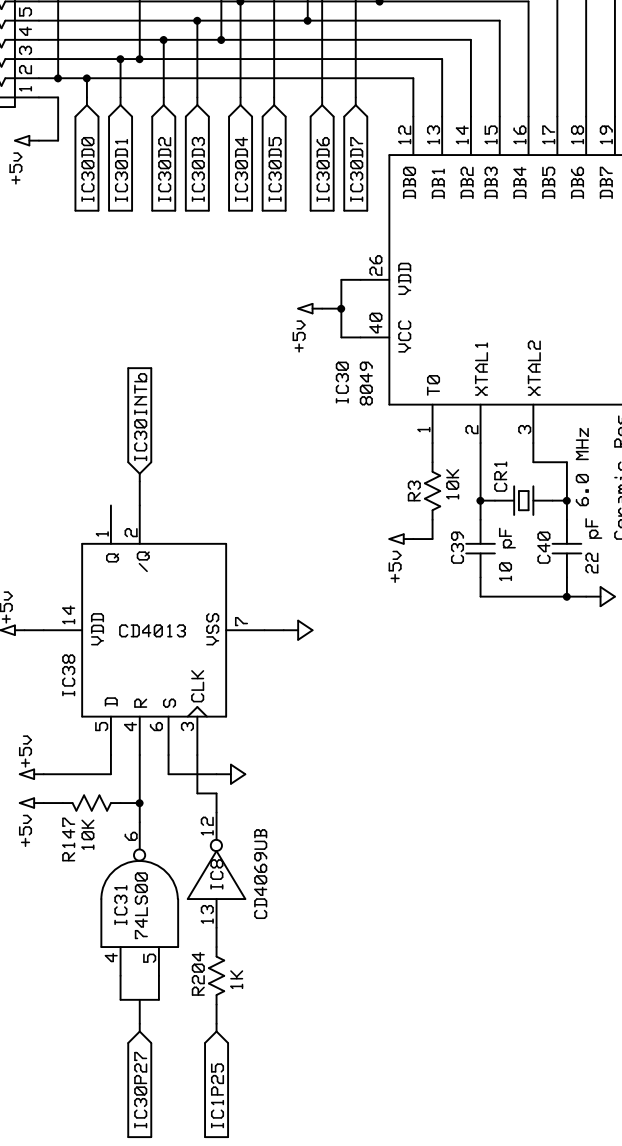 5
4
3
2
1
+5v
IC30D0
IC30D1
IC30D2
IC30D3
IC30D4
IC30D5
IC30D6
IC30D7
12
13
14
15
16
17
18
19
DB0
DB1
DB2
DB3
DB4
DB5
DB6
DB7
+5v
26
VDD
40
VCC
IC30
8049
T0
XTAL1
XTAL2
1
2
3
R3
10K
+5v
CR1
6.0 MHz
C39
10 pF
C40
22 pF
IC30INTb
1
2
Q
/Q
+5v
14
VDD
CD4013
VSS
7
IC38
D
R
S
CLK
5
4
6
3
+5v
+5v
R147
10K
6
IC31
74LS00
4
5
12
IC8
CD4069UB
13
R204
1K
IC30P27
IC1P25